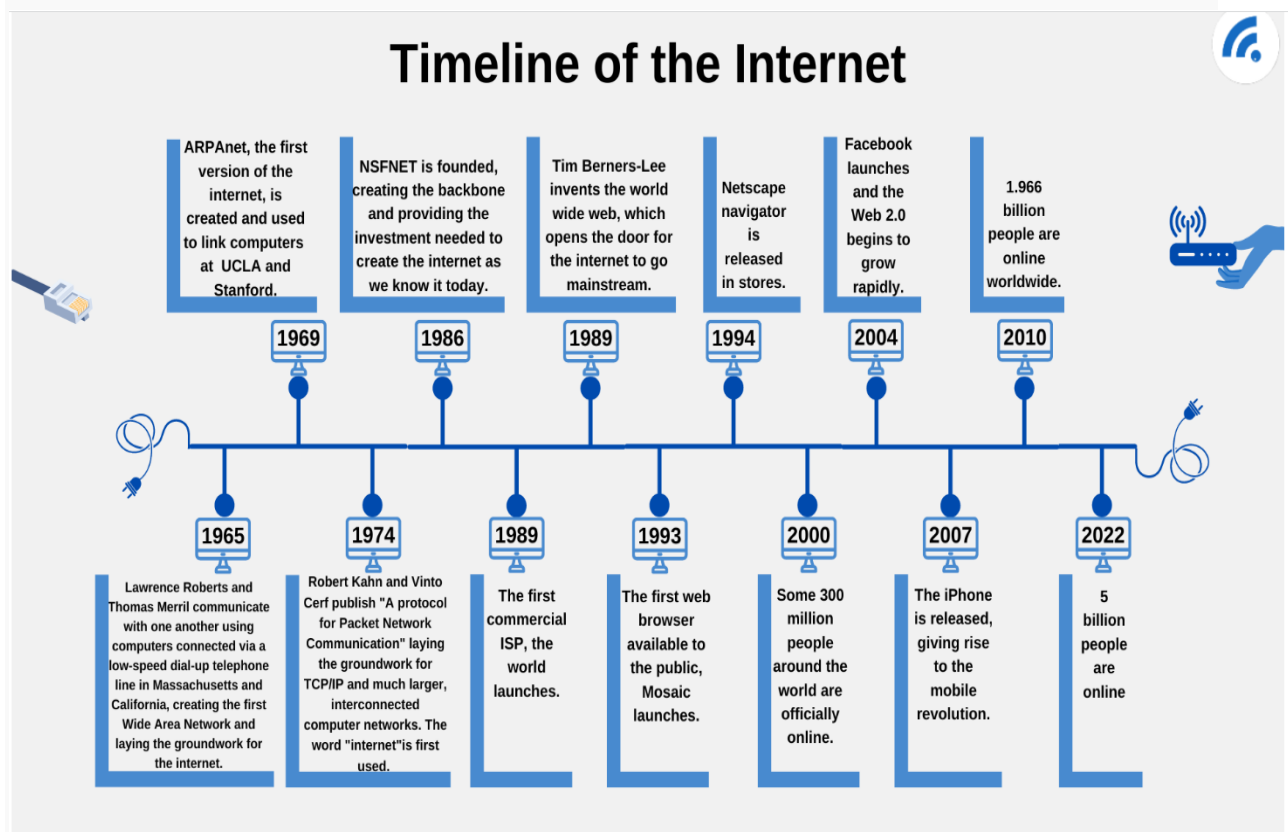 Timeline of the Internet
ARPAnet, the first
version of the
internet, is
created and used
to link computers
at UCLA and
Stanford.
NSFNET is founded,
creating the backbone
and providing the
investment needed to
create the internet as
we know it today.
Tim Berners-Lee
invents the world
wide web, which
opens the door for
the internet to go
mainstream.
Netscape
navigator
is
released
in stores.
Facebook
launches
and the
Web 2.0
begins to
grow
rapidly.
1.966
billion
people are
online
worldwide.
1969
1986
1989
1994
2004
2010
1965
1974
1989
1993
2000
2007
2022
Lawrence Roberts and
Thomas Merril communicate
with one another using
computers connected via a
low-speed dial-up telephone
line in Massachusetts and
California, creating the first
Wide Area Network and
laying the groundwork for
the internet.
Robert Kahn and Vinto
Cerf publish "A protocol
for Packet Network
Communication" laying
the groundwork for
TCP/IP and much larger,
interconnected
computer networks. The
word "internet"is first
used.
The first
commercial
ISP, the
world
launches.
The first web
browser
available to
the public,
Mosaic
launches.
Some 300
million
people
around the
world are
officially
online.
The iPhone
is released,
giving rise
to the
mobile
revolution.
5
billion
people
are
online